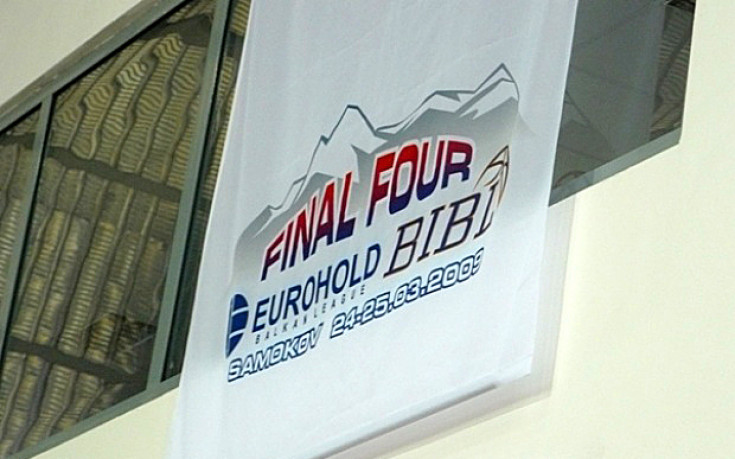 FINAL FOUR
EUROHOLD BIBL
BALKAN LEAGUE
SAMOKOV 24-25.03.2009